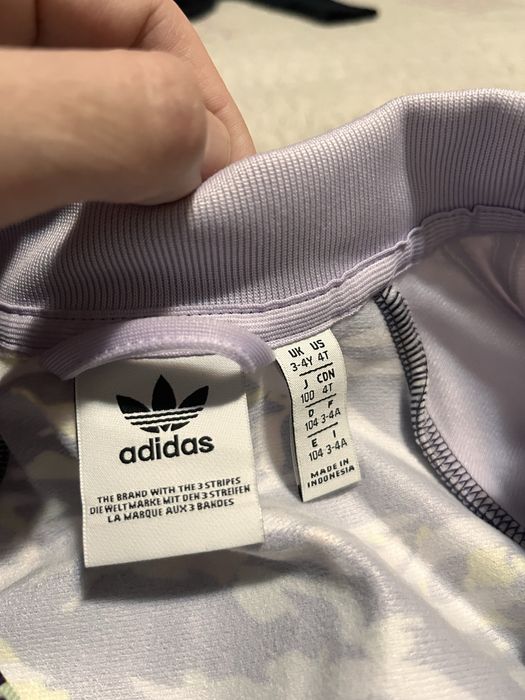 adidas
THE BRAND WITH THE 3 STRIPES
DIE WELTMARKE MIT DEN 3 STREIFEN
LA MARQUE AUX 3 BANDES
UK US
3-4Y 4T
J CDN
100 4T
D F
104 3-4A
E I
104 3-4A
MADE IN
INDONESIA